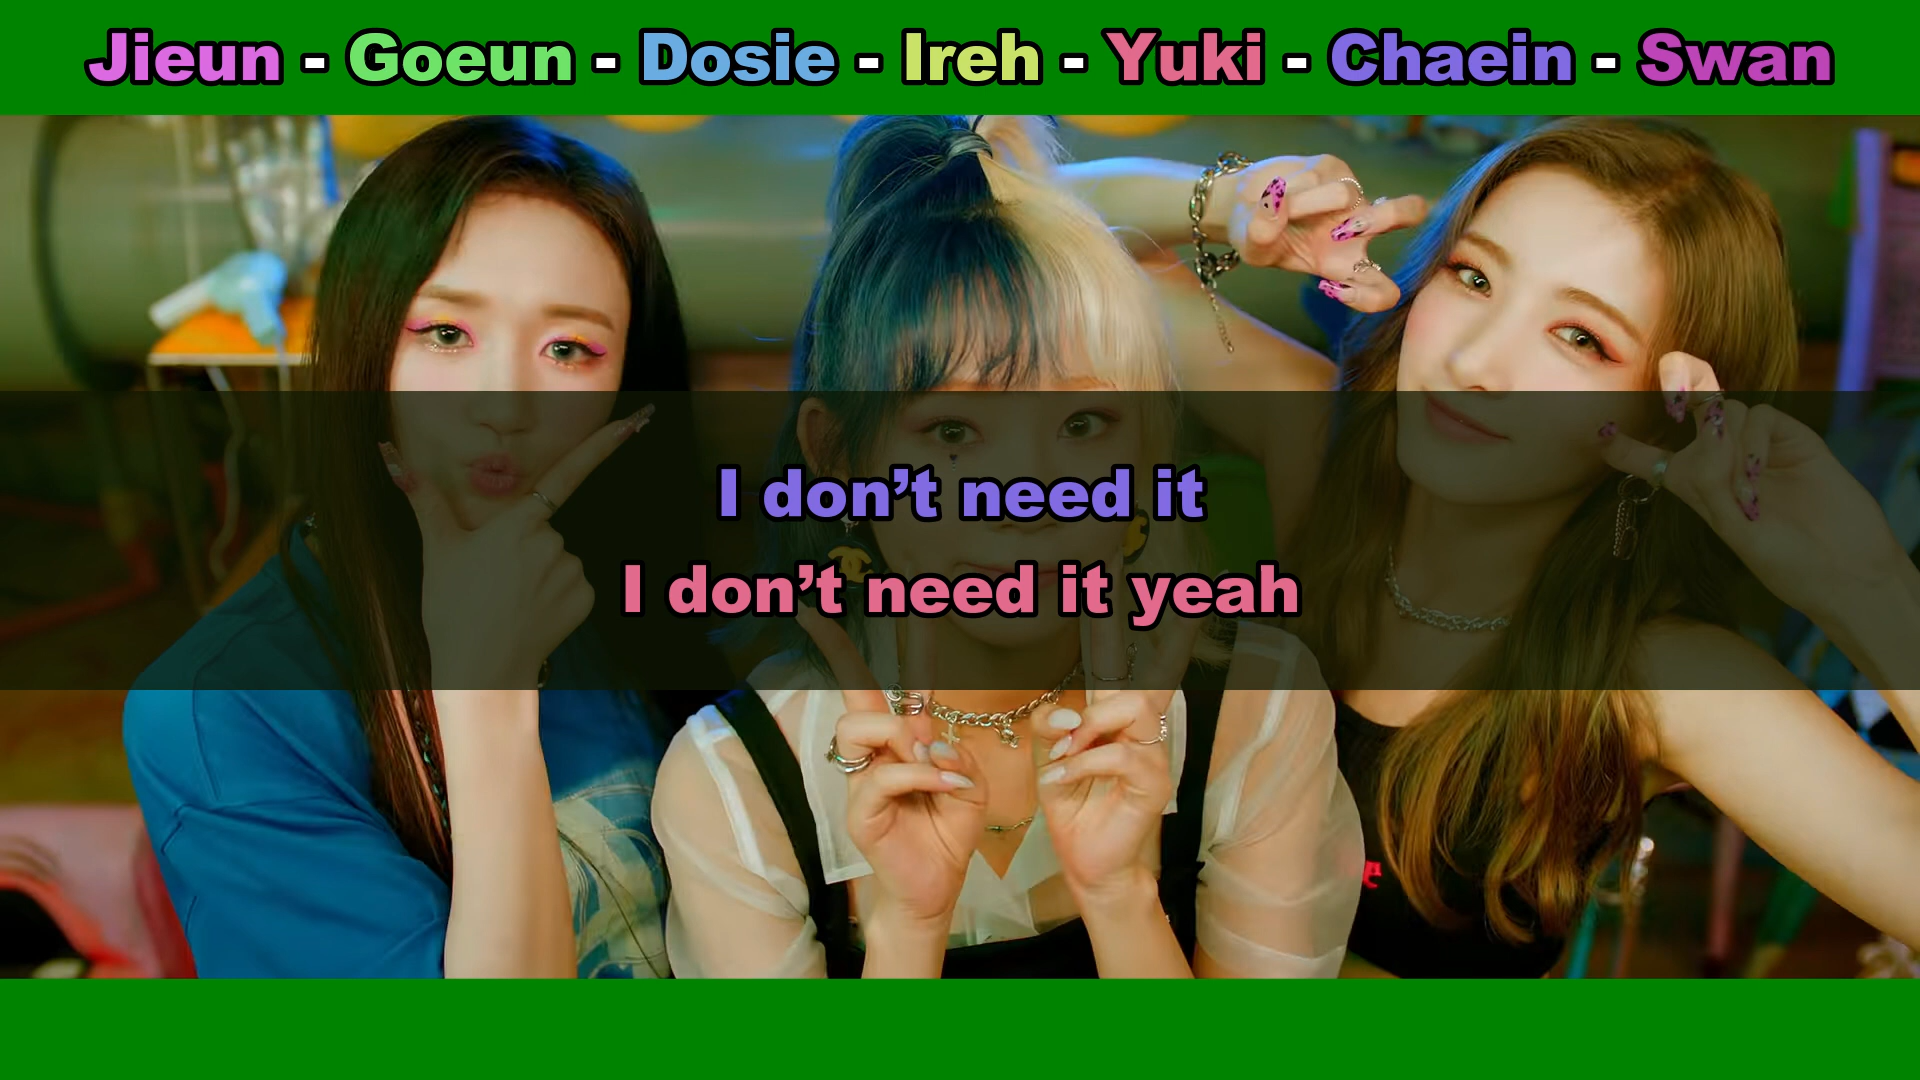 Jieun - Goeun - Dosie - Ireh - Yuki - Chaein - Swan
I don’t need it
I don’t need it yeah